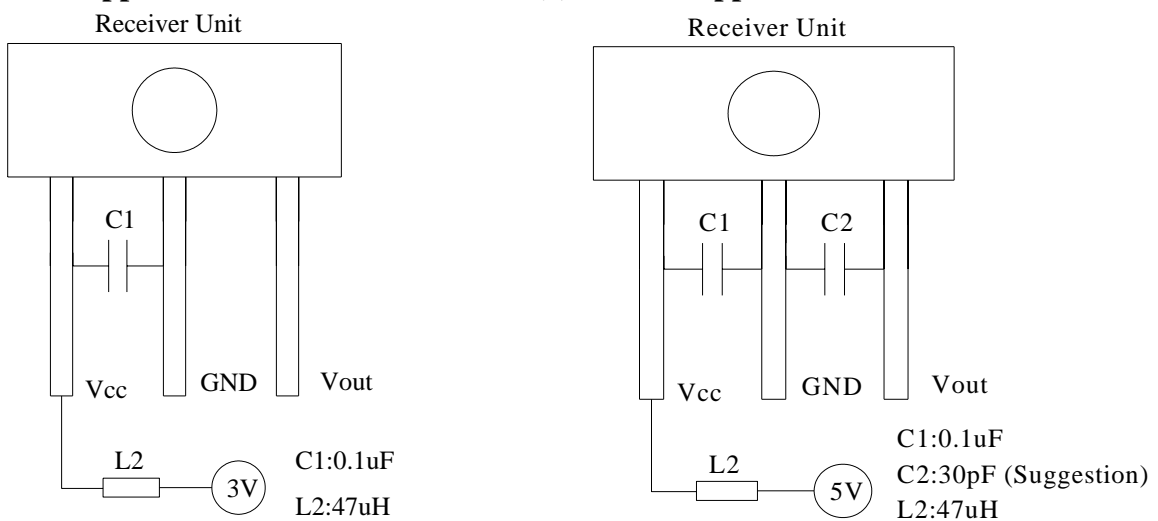 Receiver Unit
C1
Vcc
GND
Vout
L2
3V
C1:0.1uF
L2:47uH
Receiver Unit
C1
C2
Vcc
GND
Vout
L2
5V
C1:0.1uF
C2:30pF (Suggestion)
L2:47uH